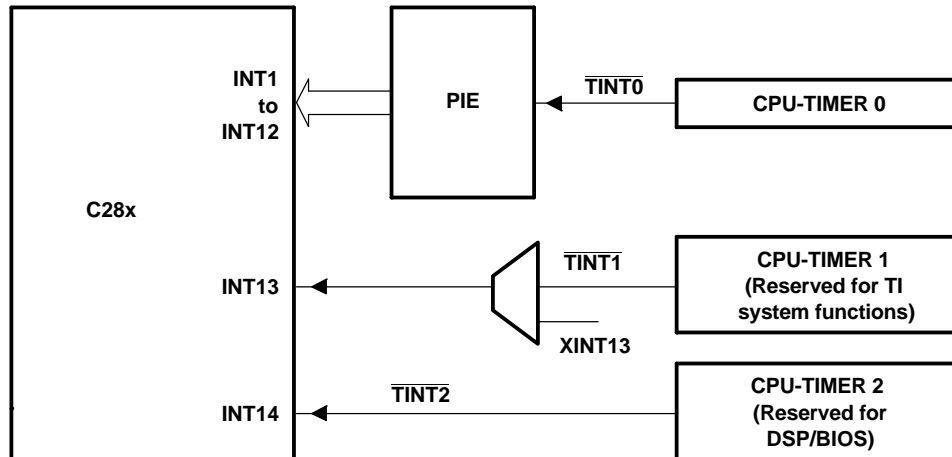 INT1
to
INT12
PIE
TINT0
CPU-TIMER 0
C28x
INT13
TINT1
XINT13
CPU-TIMER 1
(Reserved for TI
system functions)
INT14
TINT2
CPU-TIMER 2
(Reserved for
DSP/BIOS)